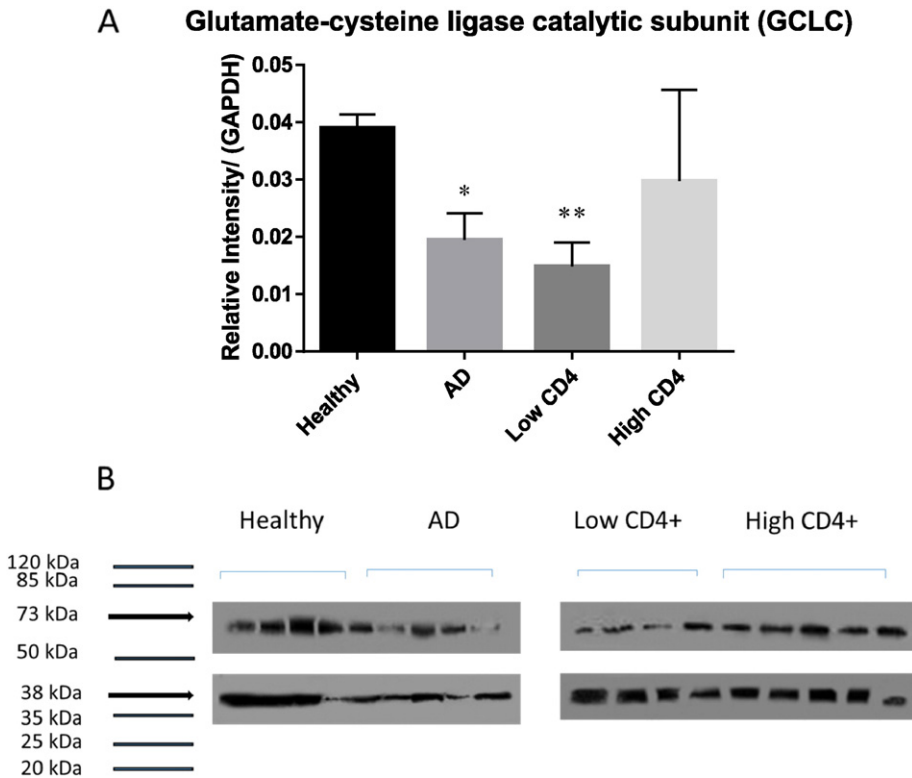 A
Glutamate-cysteine ligase catalytic subunit (GCLC)
Relative Intensity/ (GAPDH)
0.05
0.04
0.03
0.02
0.01
0.00
*
**
Healthy
AD
Low CD4
High CD4
B
Healthy AD Low CD4+ High CD4+
120 kDa
85 kDa
73 kDa
50 kDa
38 kDa
35 kDa
25 kDa
20 kDa